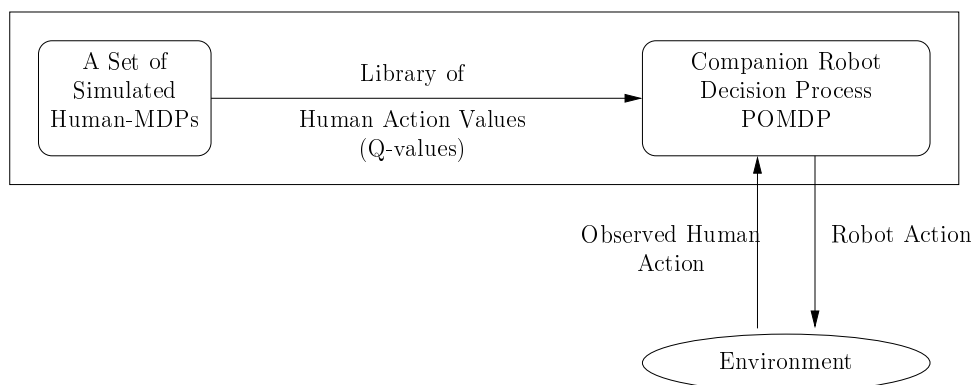 A Set of
Simulated
Human-MDPs
Library of
Human Action Values
(Q-values)
Companion Robot
Decision Process
POMDP
Observed Human
Action
Robot Action
Environment